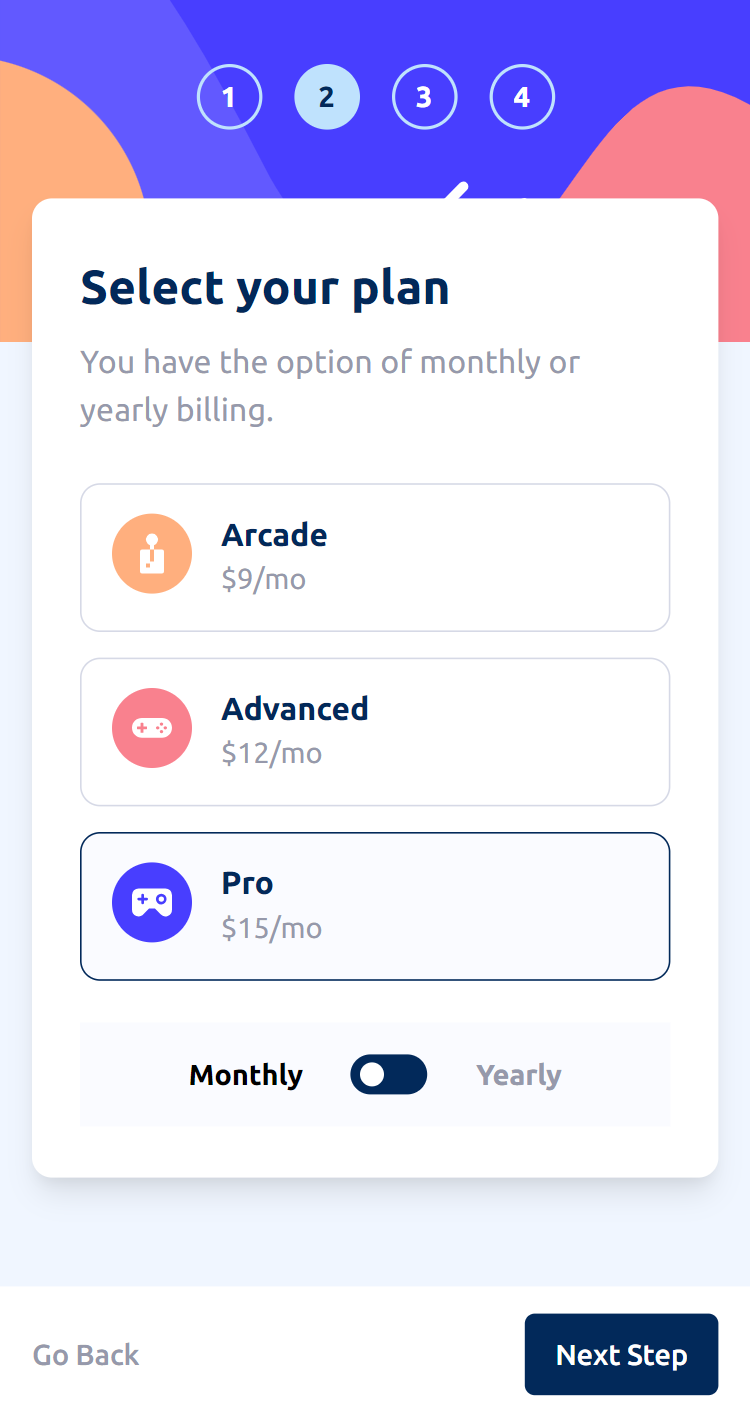 1 2 3 4
Select your plan
You have the option of monthly or
yearly billing.
Arcade
$9/mo
Advanced
$12/mo
Pro
$15/mo
Monthly Yearly
Go Back Next Step